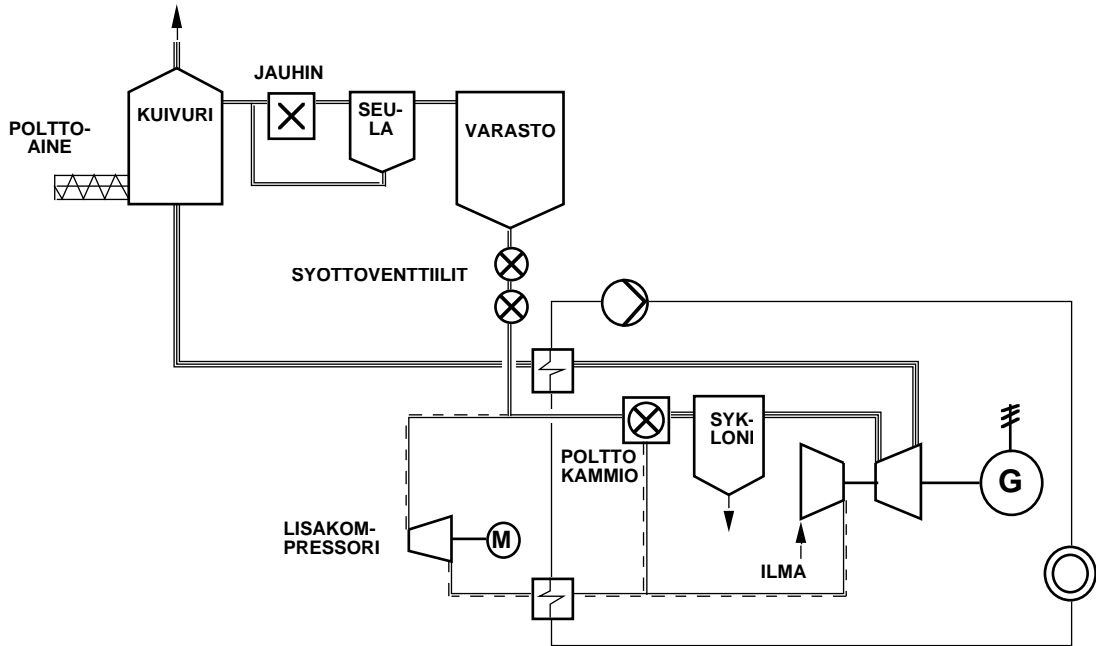 JAUHIN
KUIVURI
SEU-
LA
VARASTO
POLTTO-
AINE
SYOTTOVENTTIILIT
SYK-
LONI
POLTTO
KAMMIO
G
LISAKOM-
PRESSORI
M
ILMA